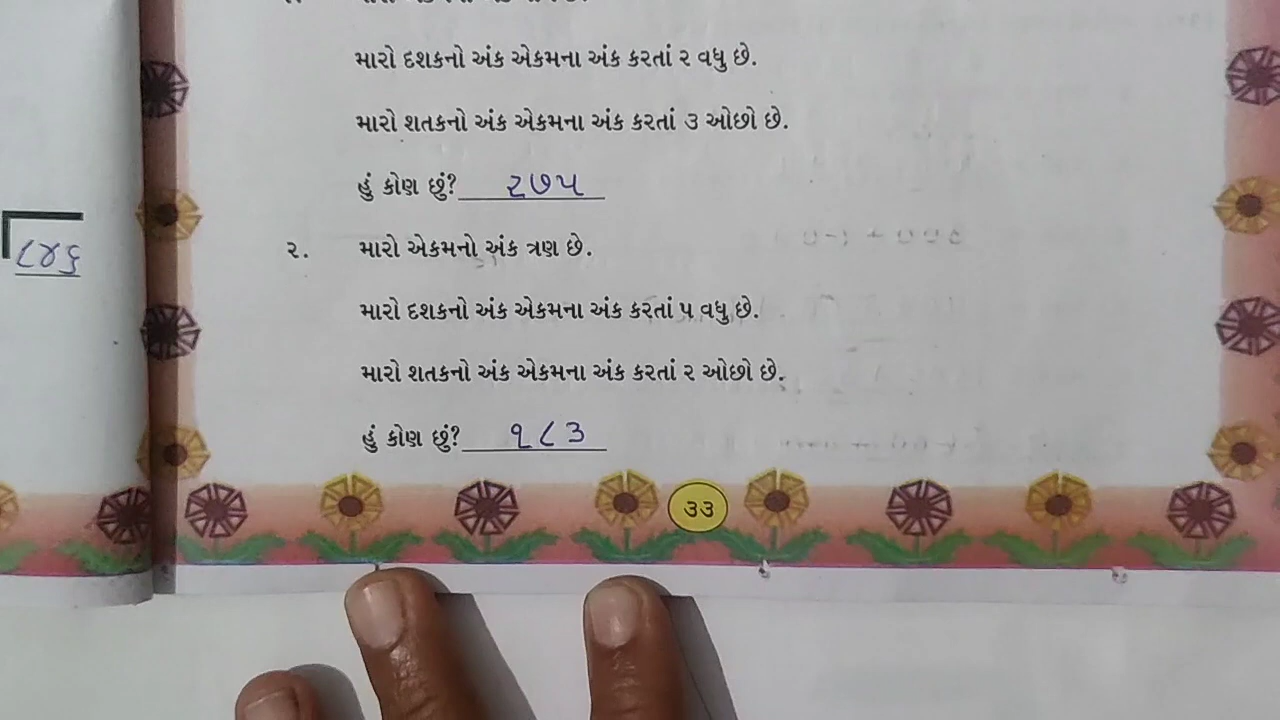 મારો દશકનો અંક એકમના અંક કરતાં ૨ વધુ છે.
મારો શતકનો અંક એકમના અંક કરતાં ૩ ઓછો છે.
હું કોણ છું? ૨૭૫
૮૪૬
૨. મારો એકમનો અંક ત્રણ છે.
મારો દશકનો અંક એકમના અંક કરતાં ૫ વધુ છે.
મારો શતકનો અંક એકમના અંક કરતાં ૨ ઓછો છે.
હું કોણ છું? ૧૮૩
૩૩